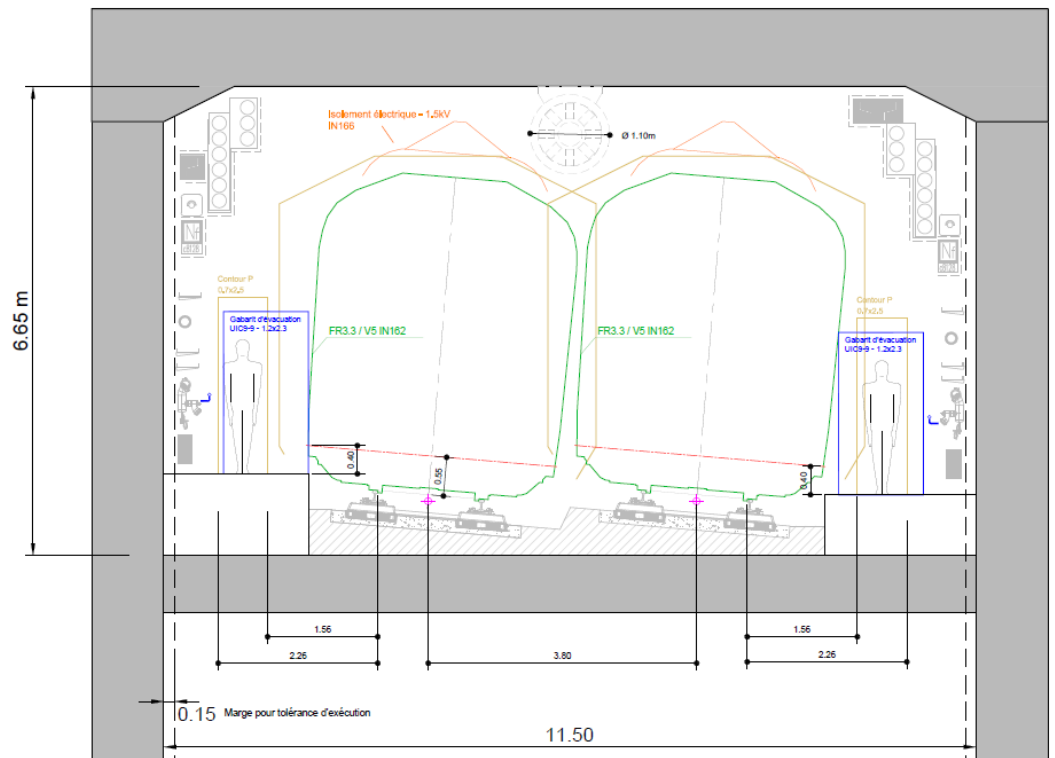 Isolement électrique - 1.5kV
IN166
Ø 1.10m
6.65 m
Nf
Nf
Contour P
0.7x2.5
Contour P
0.7x2.5
Gabarit d'évacuation
UIC9-9 - 1.2x2.3
FR3.3 / V5 IN162
FR3.3 / V5 IN162
Gabarit d'évacuation
UIC9-9 - 1.2x2.3
0.40
0.55
0.40
1.56
1.56
2.26
3.80
2.26
0.15 Marge pour tolérance d'exécution
11.50